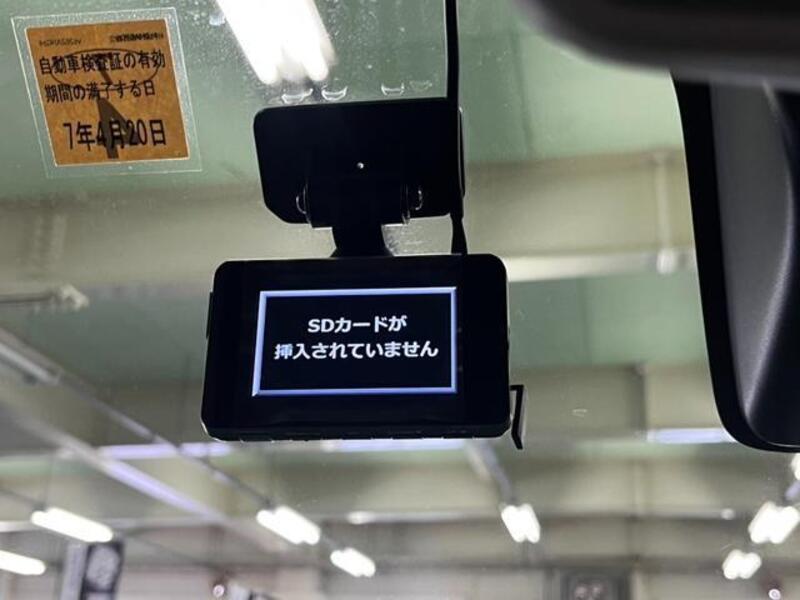 自動車検査証の有効
期間の満了する日
7年4月20日
SDカードが
挿入されていません